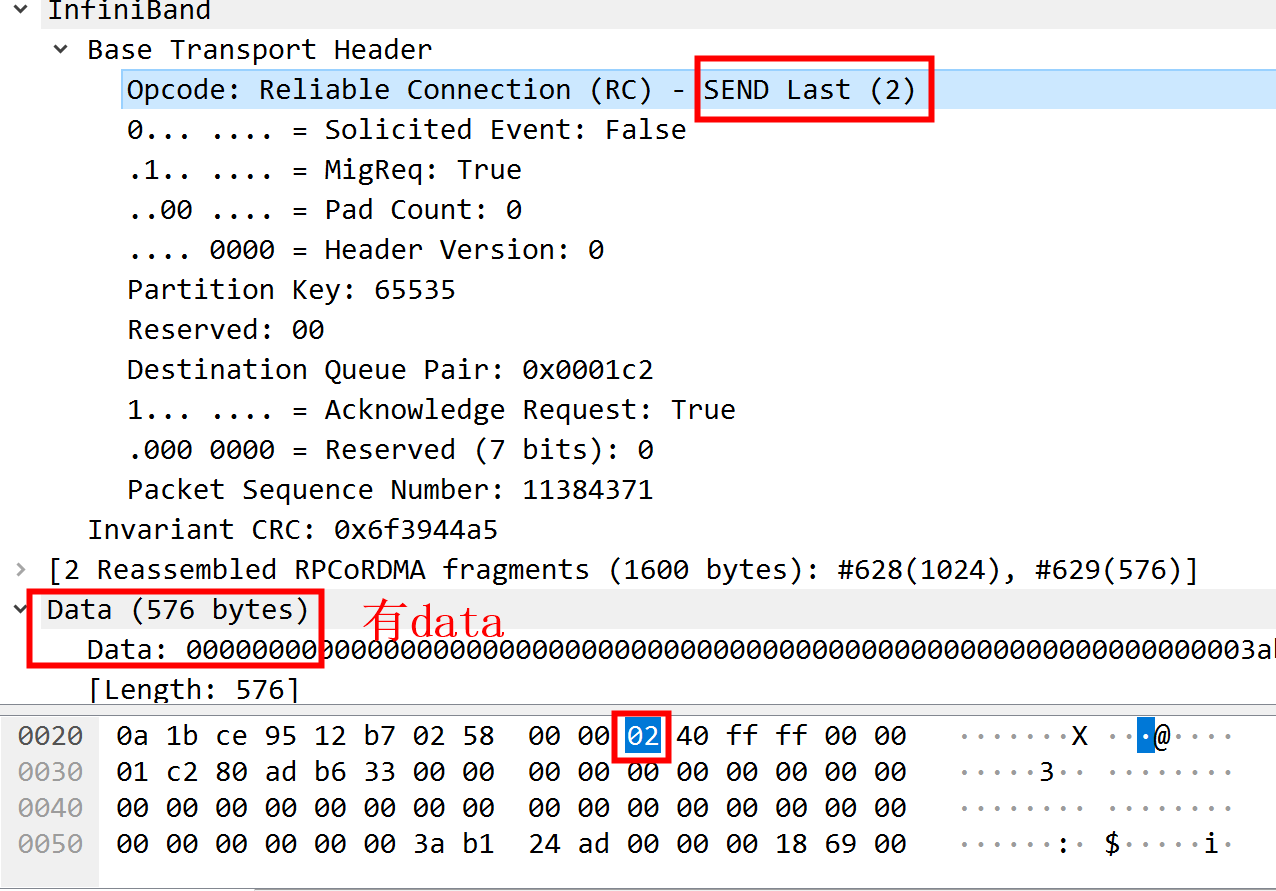 InfiniBand
Base Transport Header
Opcode: Reliable Connection (RC) - SEND Last (2)
0... .... = Solicited Event: False
.1.. .... = MigReq: True
..00 .... = Pad Count: 0
.... 0000 = Header Version: 0
Partition Key: 65535
Reserved: 00
Destination Queue Pair: 0x0001c2
1... .... = Acknowledge Request: True
.000 0000 = Reserved (7 bits): 0
Packet Sequence Number: 11384371
Invariant CRC: 0x6f3944a5
[2 Reassembled RPCoRDMA fragments (1600 bytes): #628(1024), #629(576)]
Data (576 bytes) 有data
Data: 00000000000000000000000000000000000000000000000000000000000000003ab
[Length: 576]
0020 0a 1b ce 95 12 b7 02 58 00 00 02 40 ff ff 00 00 ·······X ···@····
0030 01 c2 80 ad b6 33 00 00 00 00 00 00 00 00 00 00 ·····3·· ········
0040 00 00 00 00 00 00 00 00 00 00 00 00 00 00 00 00 ········ ········
0050 00 00 00 00 00 00 3a b1 24 ad 00 00 00 18 69 00 ······:· $·····i·